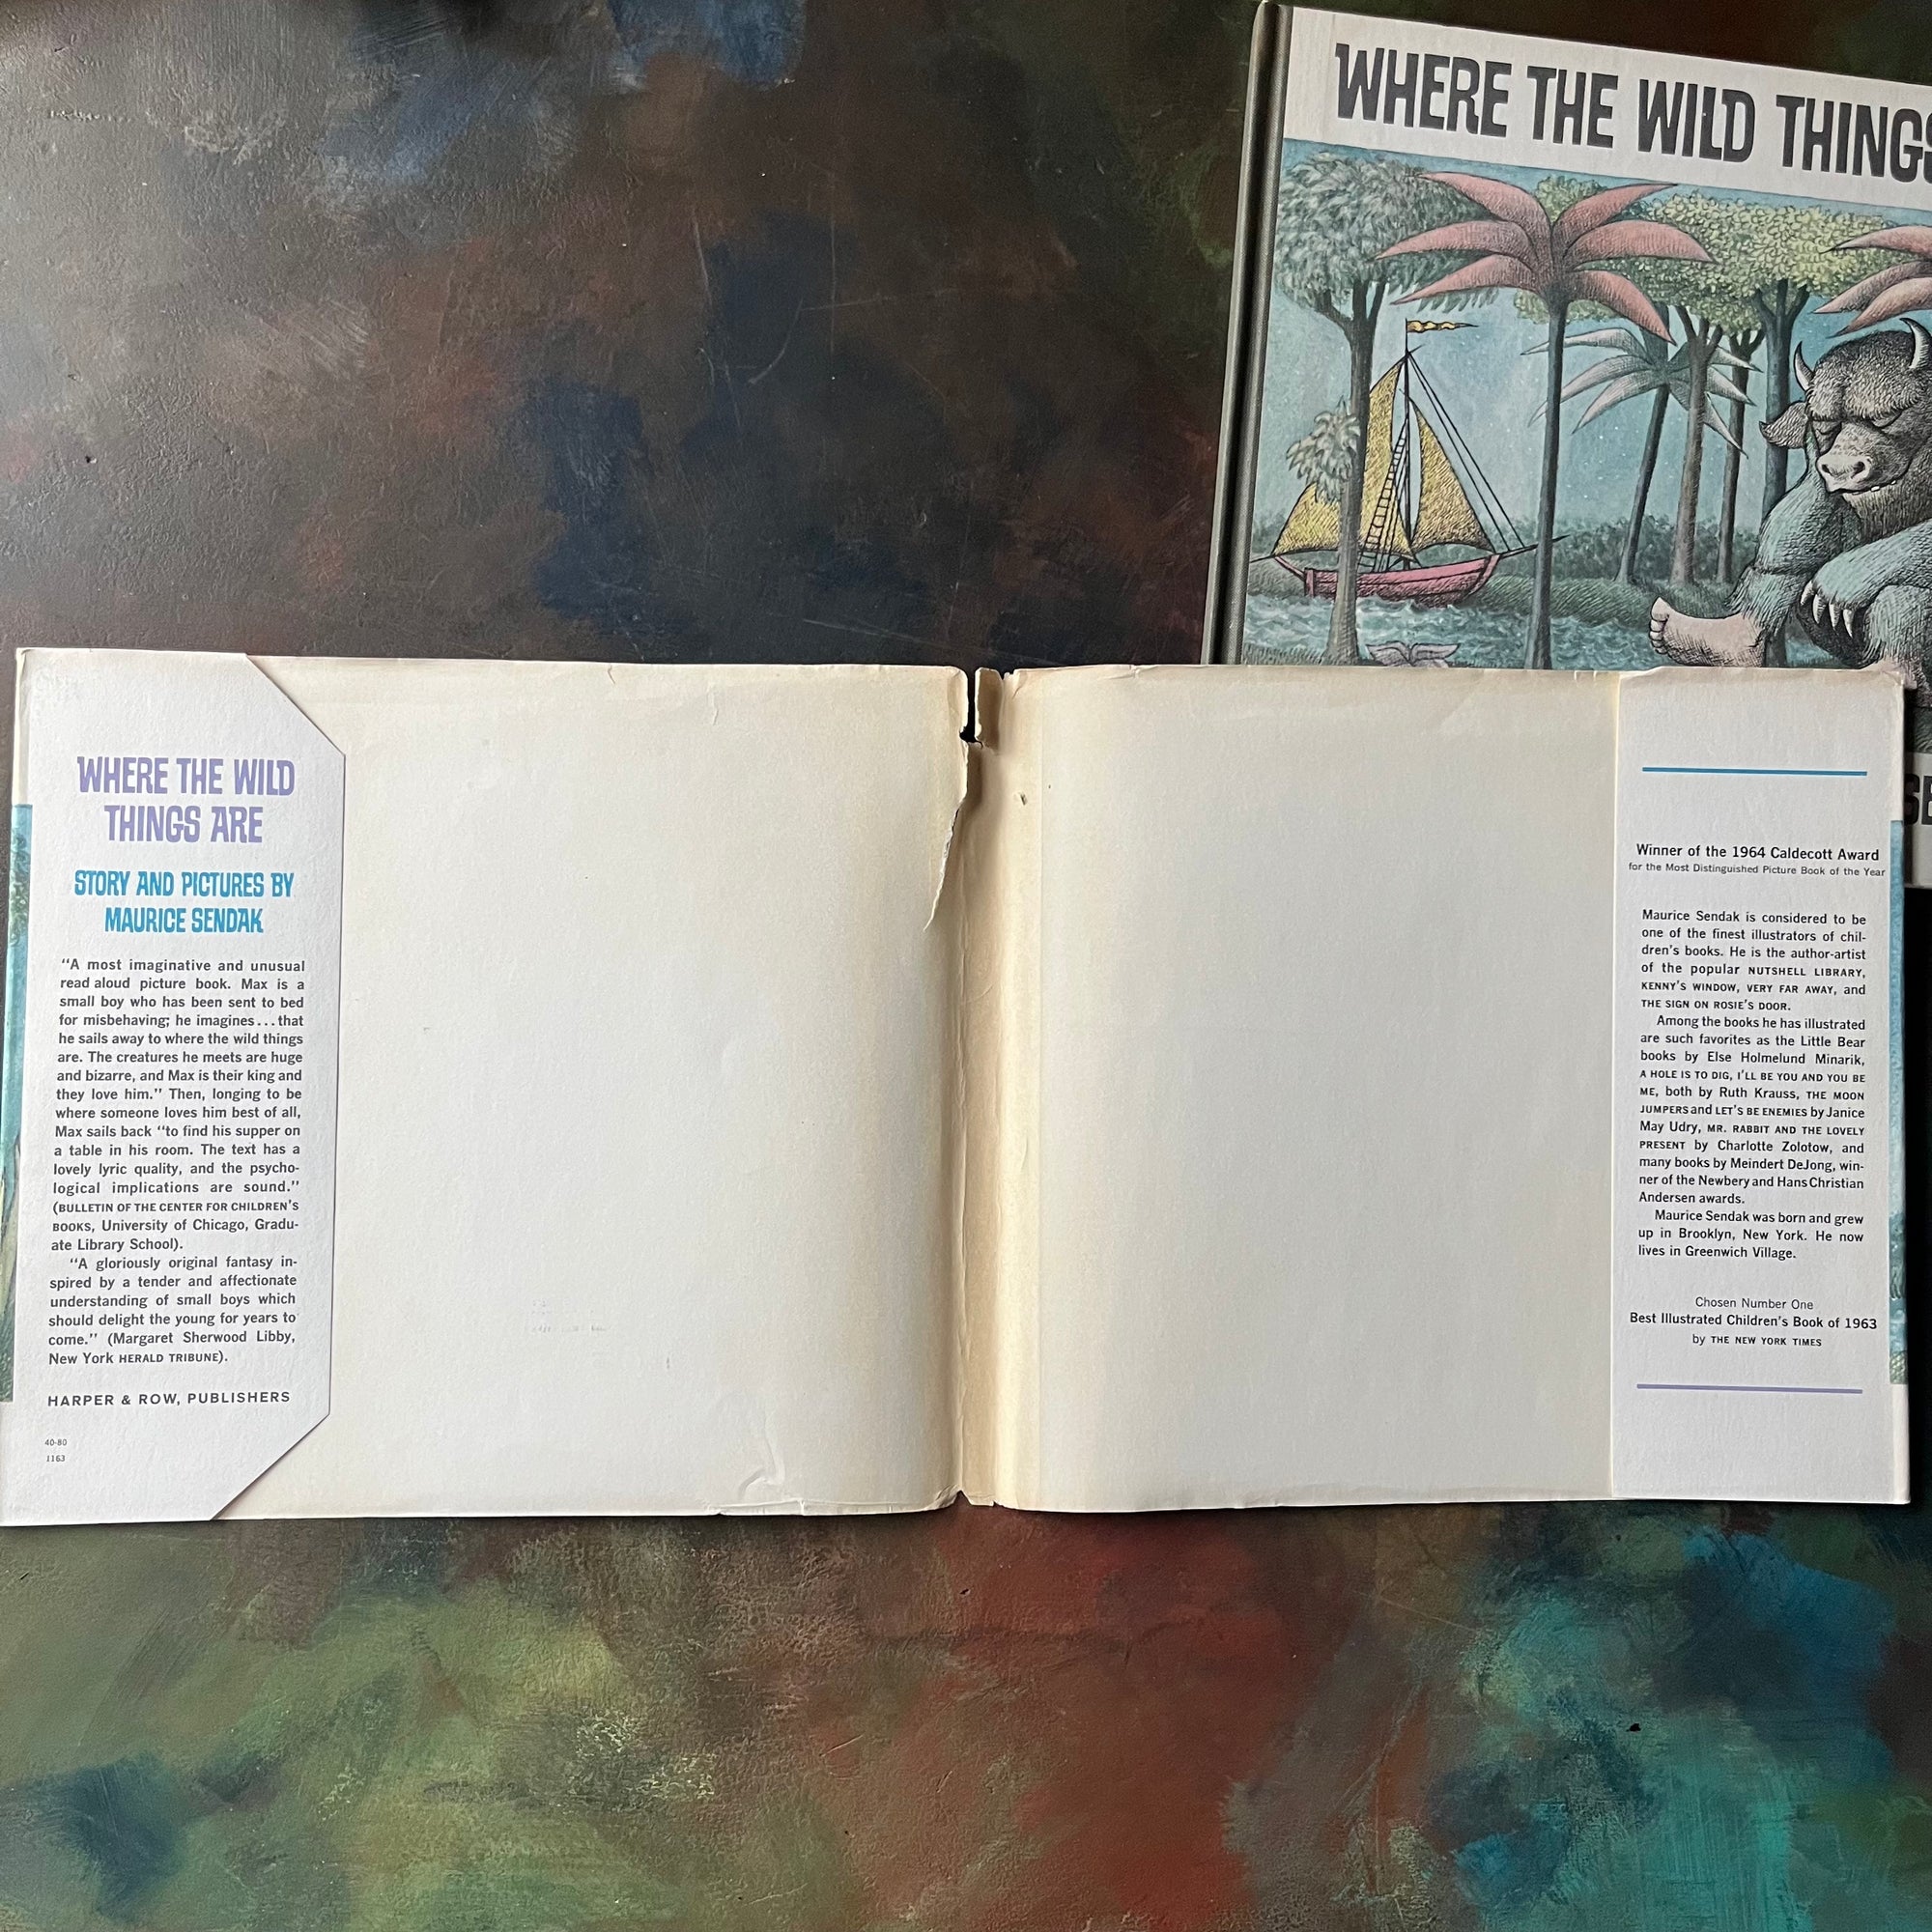 WHERE THE WILD THINGS
WHERE THE WILD
THINGS ARE
STORY AND PICTURES BY
MAURICE SENDAK
“A most imaginative and unusual
read aloud picture book. Max is a
small boy who has been sent to bed
for misbehaving; he imagines...that
he sails away to where the wild things
are. The creatures he meets are huge
and bizarre, and Max is their king and
they love him.” Then, longing to be
where someone loves him best of all,
Max sails back “to find his supper on
a table in his room. The text has a
lovely lyric quality, and the psycho-
logical implications are sound.”
(BULLETIN OF THE CENTER FOR CHILDREN'S
BOOKS, University of Chicago, Gradu-
ate Library School).
“A gloriously original fantasy in-
spired by a tender and affectionate
understanding of small boys which
should delight the young for years to
come.” (Margaret Sherwood Libby,
New York HERALD TRIBUNE).
HARPER & ROW, PUBLISHERS
40-80
1163
SE
Winner of the 1964 Caldecott Award
for the Most Distinguished Picture Book of the Year
Maurice Sendak is considered to be
one of the finest illustrators of chil-
dren's books. He is the author-artist
of the popular NUTSHELL LIBRARY,
KENNY'S WINDOW, VERY FAR AWAY, and
THE SIGN ON ROSIE'S DOOR.
Among the books he has illustrated
are such favorites as the Little Bear
books by Else Holmelund Minarik,
A HOLE IS TO DIG, I'LL BE YOU AND YOU BE
ME, both by Ruth Krauss, THE MOON
JUMPERS and LET'S BE ENEMIES by Janice
May Udry, MR. RABBIT AND THE LOVELY
PRESENT by Charlotte Zolotow, and
many books by Meindert DeJong, win-
ner of the Newbery and Hans Christian
Andersen awards.
Maurice Sendak was born and grew
up in Brooklyn, New York. He now
lives in Greenwich Village.
Chosen Number One
Best Illustrated Children's Book of 1963
by THE NEW YORK TIMES